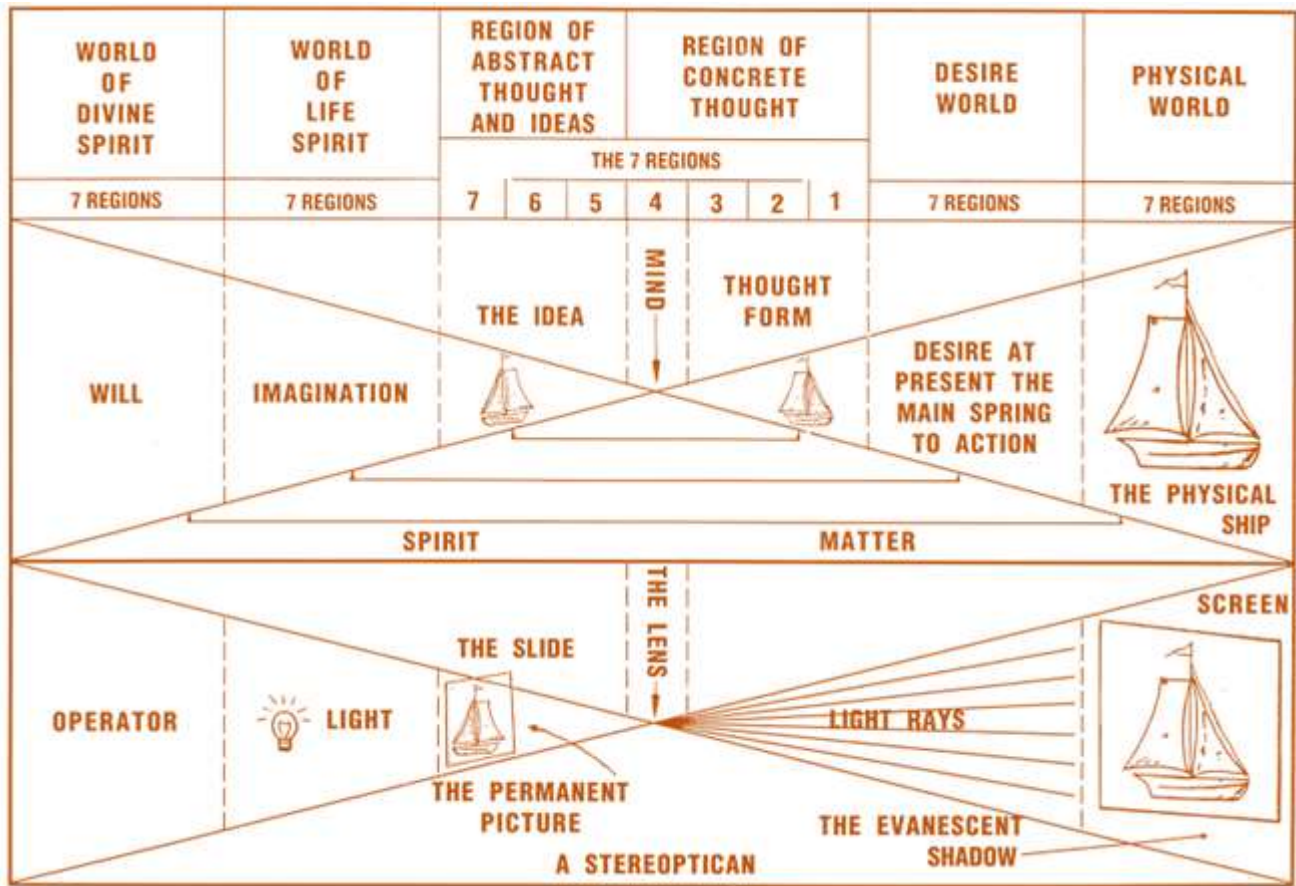 WORLD
OF
DIVINE
SPIRIT
WORLD
OF
LIFE
SPIRIT
REGION OF
ABSTRACT
THOUGHT
AND IDEAS
REGION OF
CONCRETE
THOUGHT
DESIRE
WORLD
PHYSICAL
WORLD
THE 7 REGIONS
7 REGIONS
7 REGIONS
7 6 5 4 3 2 1
7 REGIONS
7 REGIONS
MIND
THE IDEA
THOUGHT
FORM
WILL
IMAGINATION
DESIRE AT
PRESENT THE
MAIN SPRING
TO ACTION
THE PHYSICAL
SHIP
SPIRIT
MATTER
THE LENS
SCREEN
THE SLIDE
OPERATOR
LIGHT
LIGHT RAYS
THE PERMANENT
PICTURE
THE EVANESCENT
SHADOW
A STEREOPTICAN